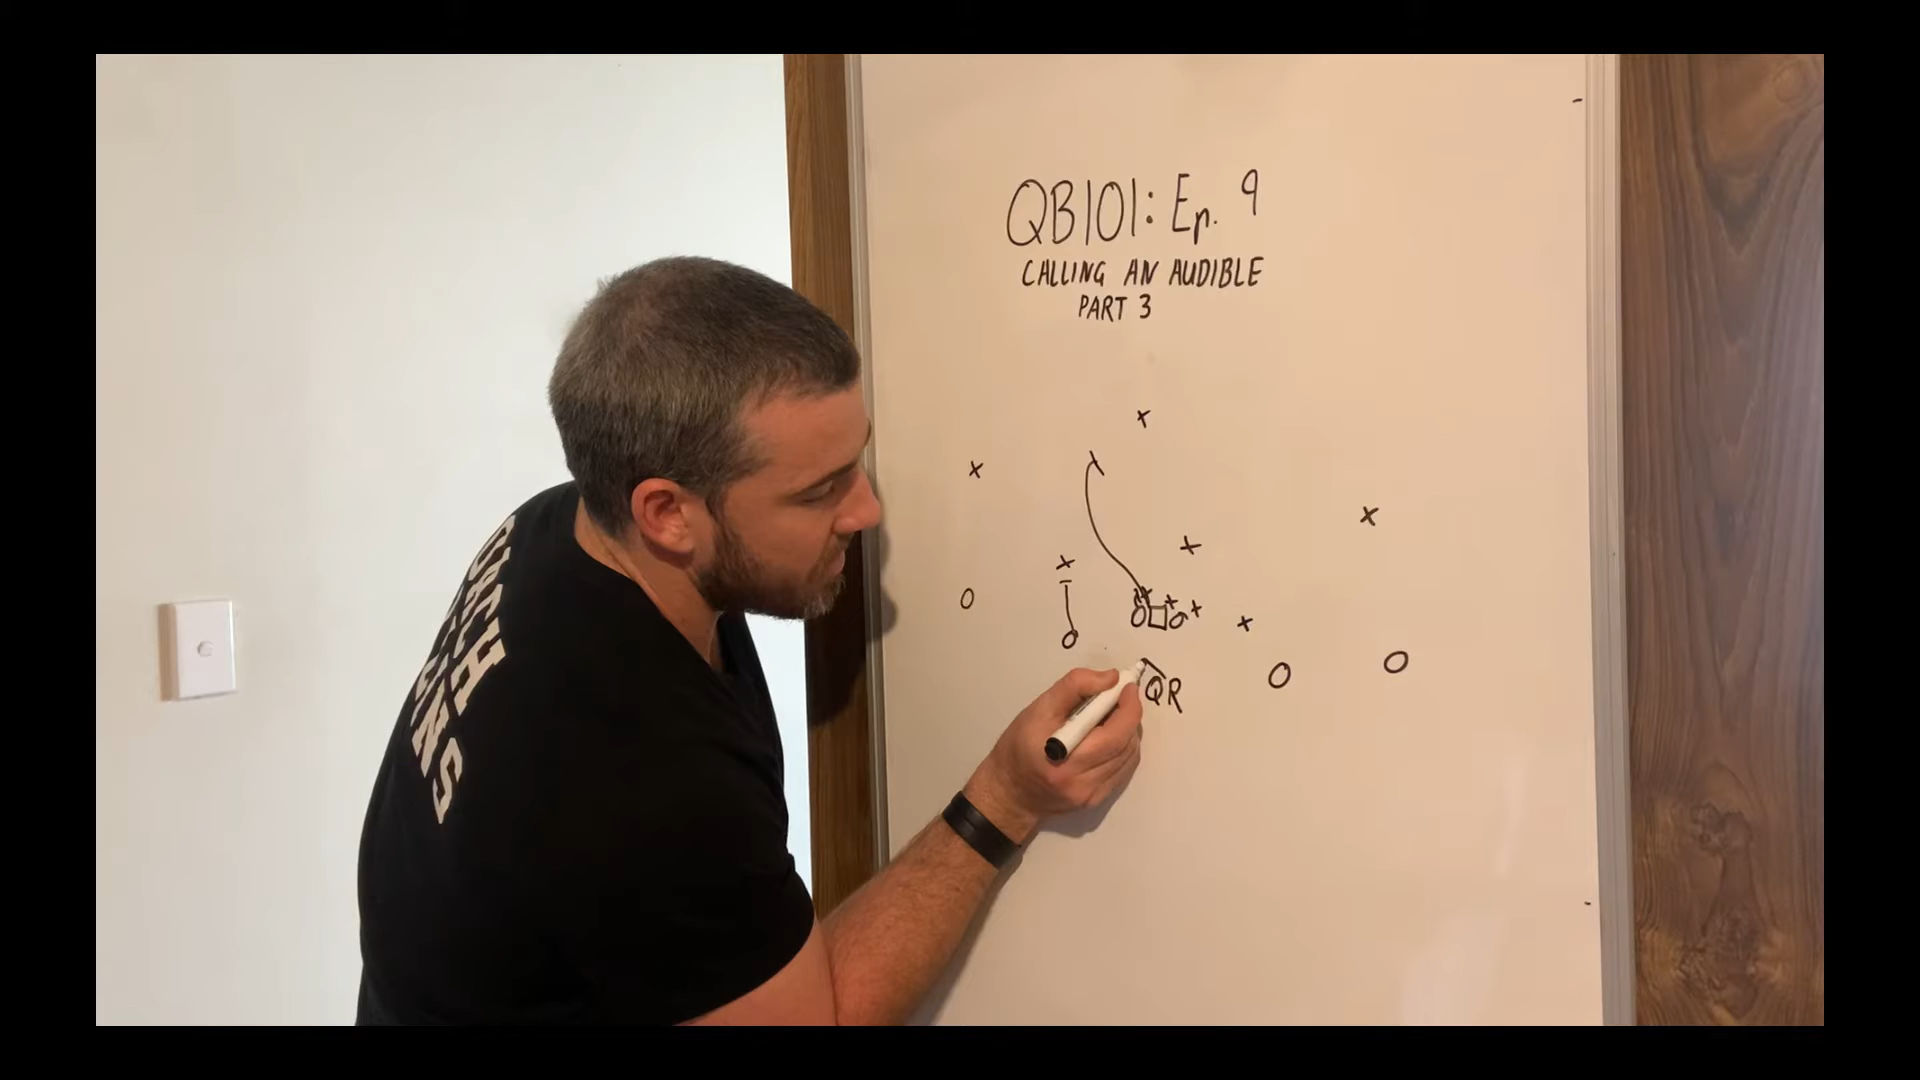 QB101: Ep. 9
CALLING AN AUDIBLE
PART 3
QR